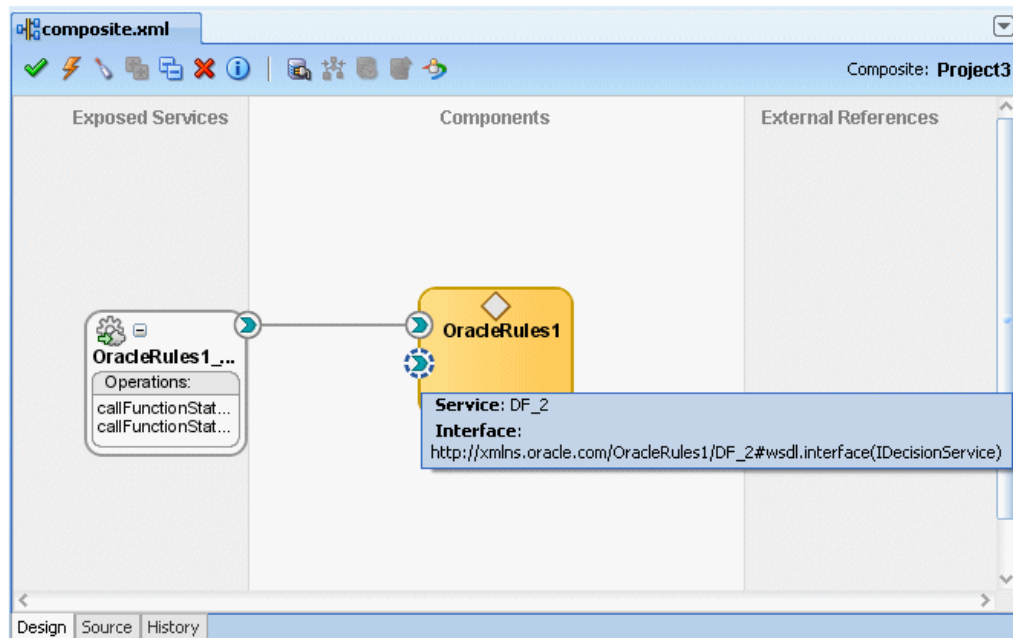 composite.xml
Composite: Project3
Exposed Services
Components
External References
OracleRules1_...
Operations:
callFunctionStat...
callFunctionStat...
OracleRules1
Service: DF_2
Interface:
http://xmlns.oracle.com/OracleRules1/DF_2#wsdl.interface(IDecisionService)
Design Source History